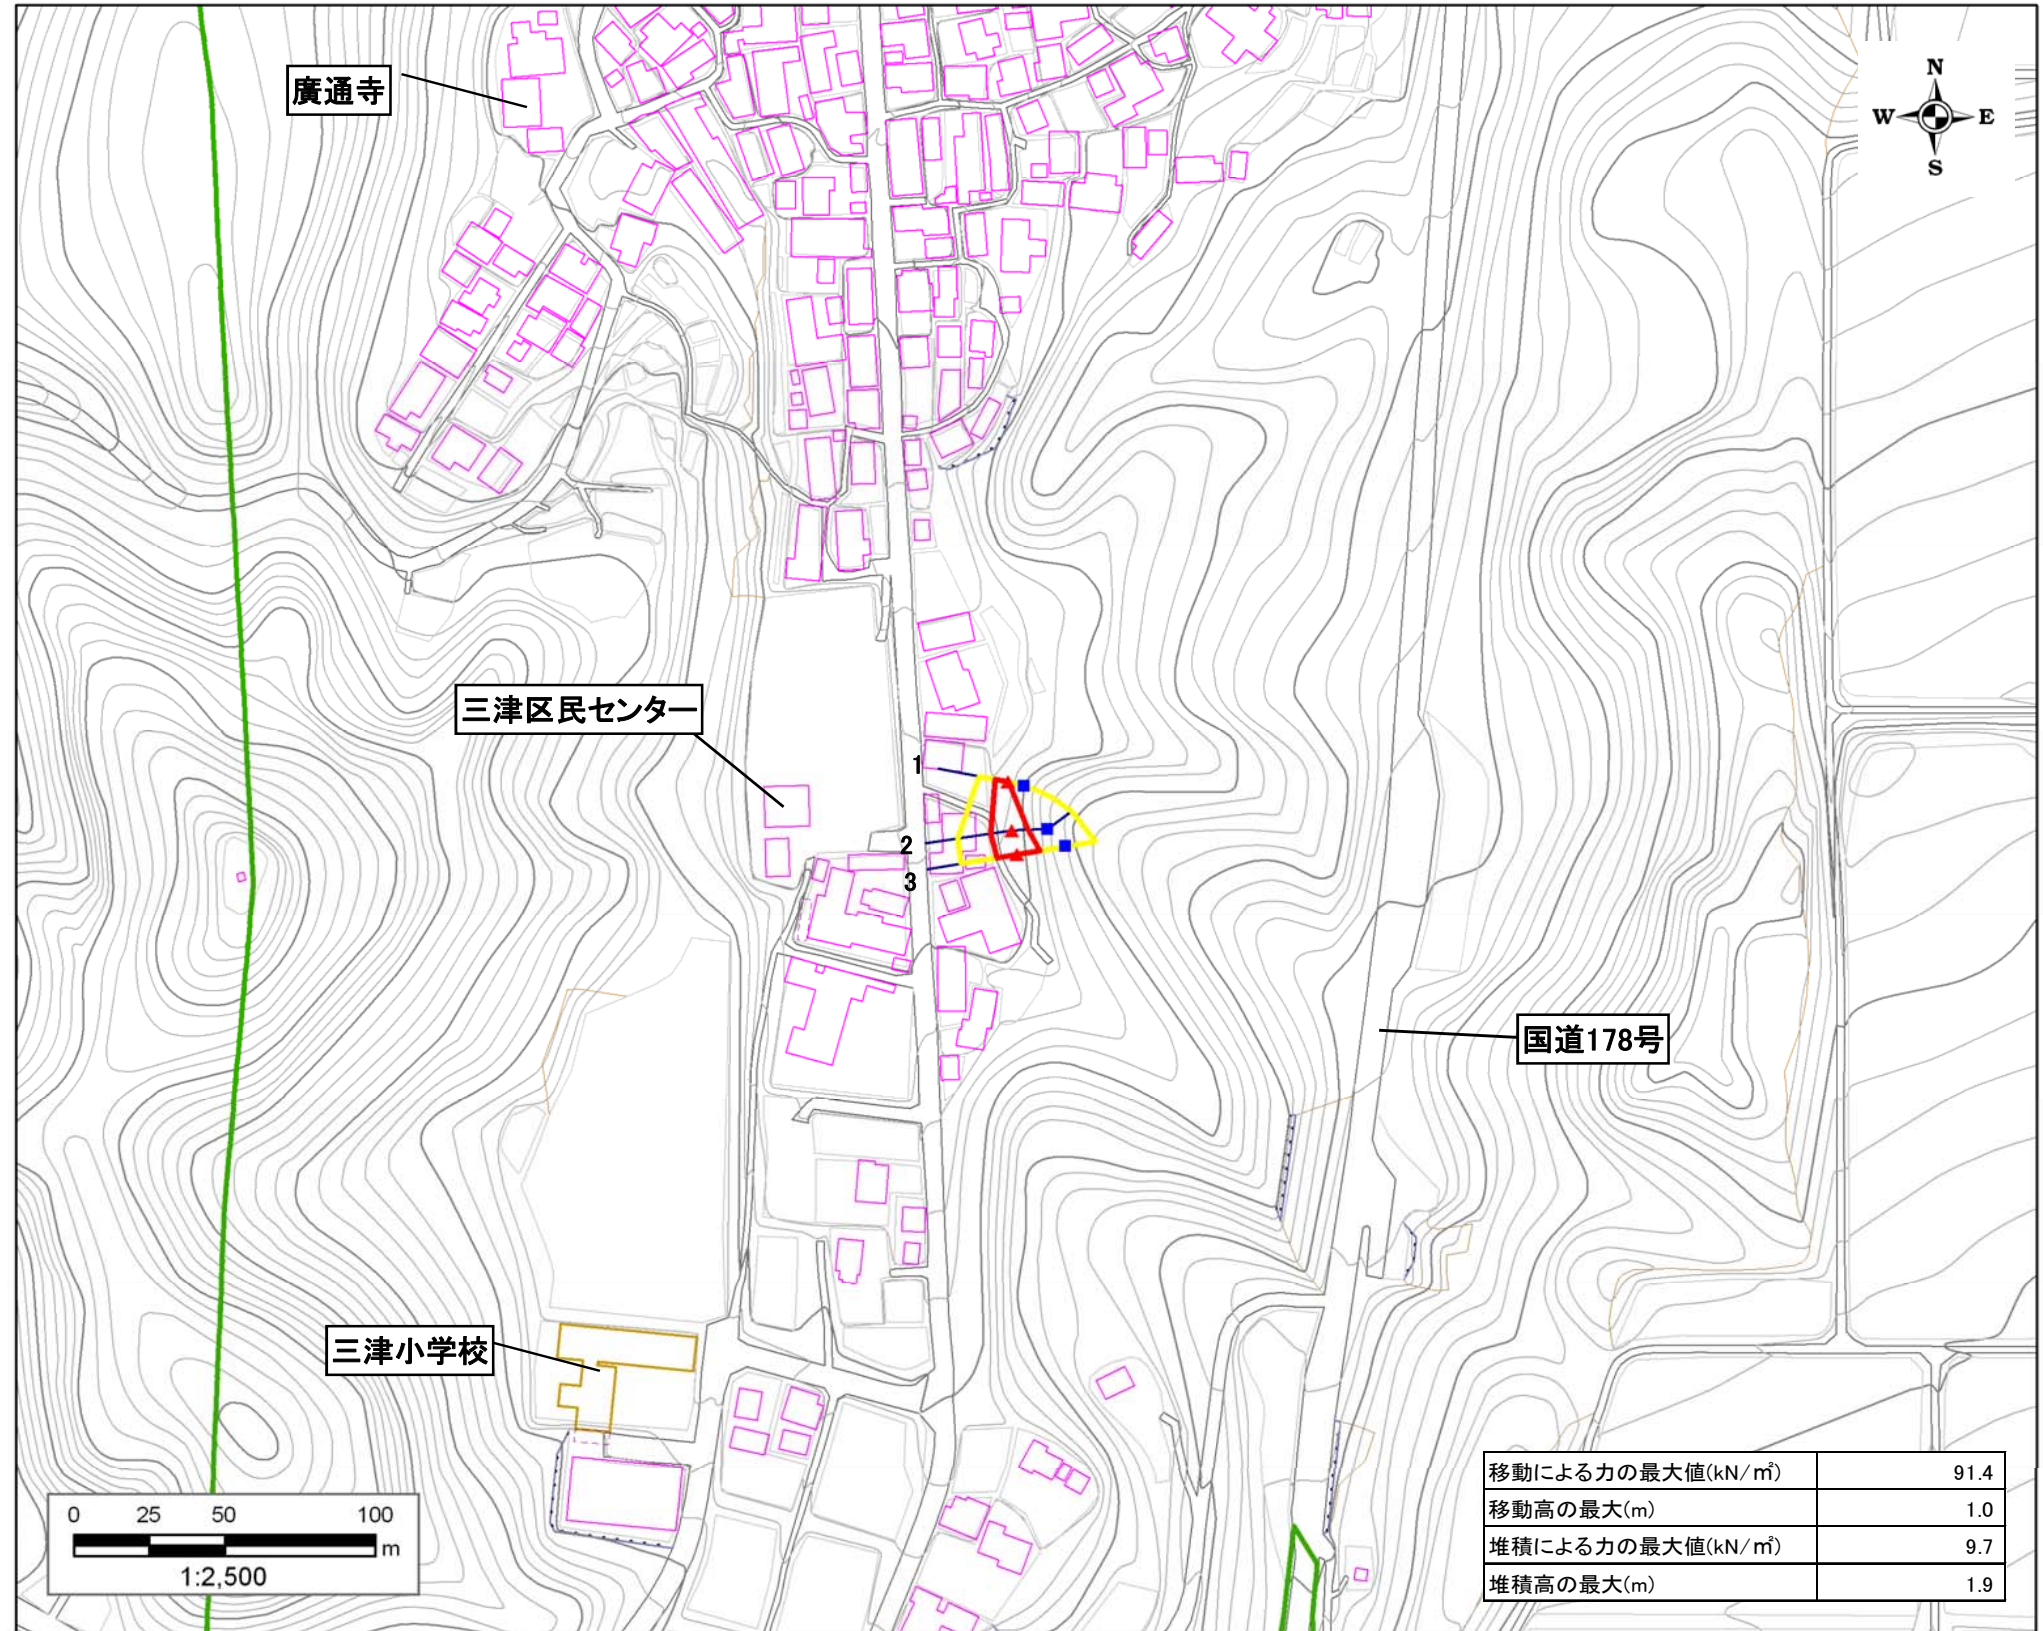 廣通寺
N
W E
S
三津区民センター
1
2
3
国道178号
三津小学校
0 25 50 100
m
1:2,500
移動による力の最大値(kN/㎡) 91.4
移動高の最大(m) 1.0
堆積による力の最大値(kN/㎡) 9.7
堆積高の最大(m) 1.9